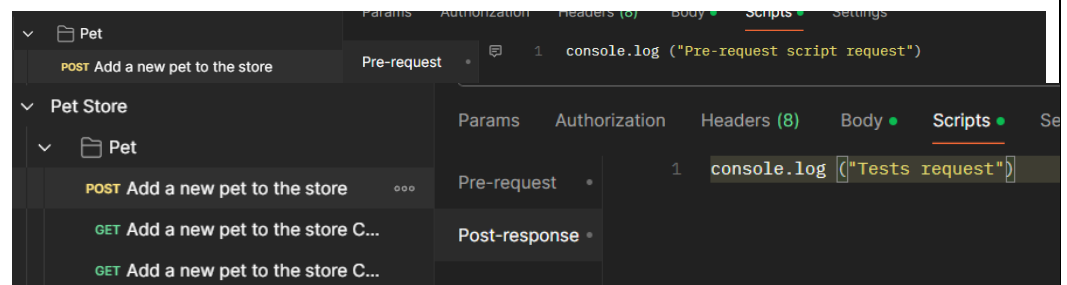 Params Authorization Headers (8) Body Scripts Settings
Pet
POST Add a new pet to the store
Pre-request
1 console.log ("Pre-request script request")
Pet Store
Pet
POST Add a new pet to the store
GET Add a new pet to the store C...
GET Add a new pet to the store C...
Params Authorization Headers (8) Body Scripts Se
Pre-request
Post-response
1 console.log ("Tests request")